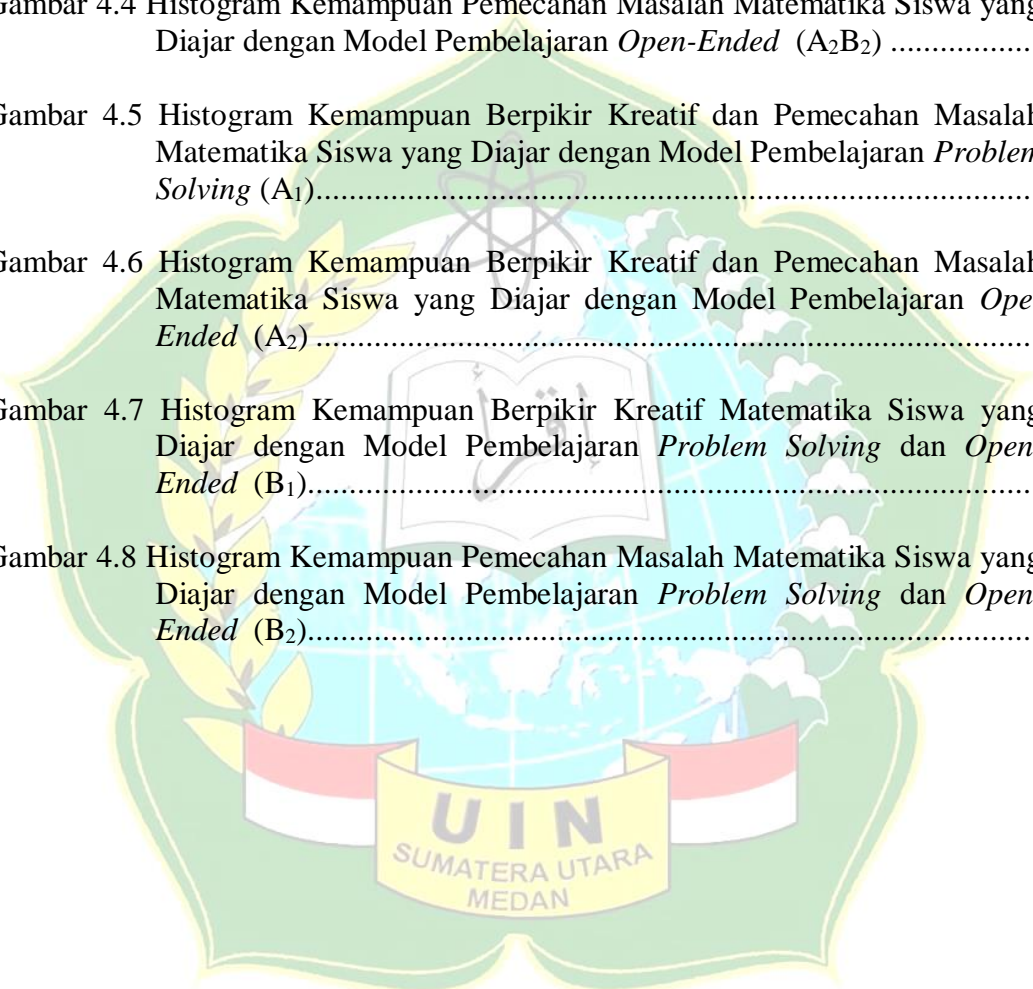 Gambar 4.4 Histogram Kemampuan Pemecahan Masalah Matematika Siswa yang
Diajar dengan Model Pembelajaran Open-Ended (A₂B₂) ..................
Gambar 4.5 Histogram Kemampuan Berpikir Kreatif dan Pemecahan Masalah
Matematika Siswa yang Diajar dengan Model Pembelajaran Problem
Solving (A₁)........................................................................................
Gambar 4.6 Histogram Kemampuan Berpikir Kreatif dan Pemecahan Masalah
Matematika Siswa yang Diajar dengan Model Pembelajaran Ope
Ended (A₂) ........................................................................................
Gambar 4.7 Histogram Kemampuan Berpikir Kreatif Matematika Siswa yang
Diajar dengan Model Pembelajaran Problem Solving dan Open
Ended (B₁)........................................................................................
Gambar 4.8 Histogram Kemampuan Pemecahan Masalah Matematika Siswa yang
Diajar dengan Model Pembelajaran Problem Solving dan Open
Ended (B₂)........................................................................................
إقرأ
UIN
SUMATERA UTARA
MEDAN